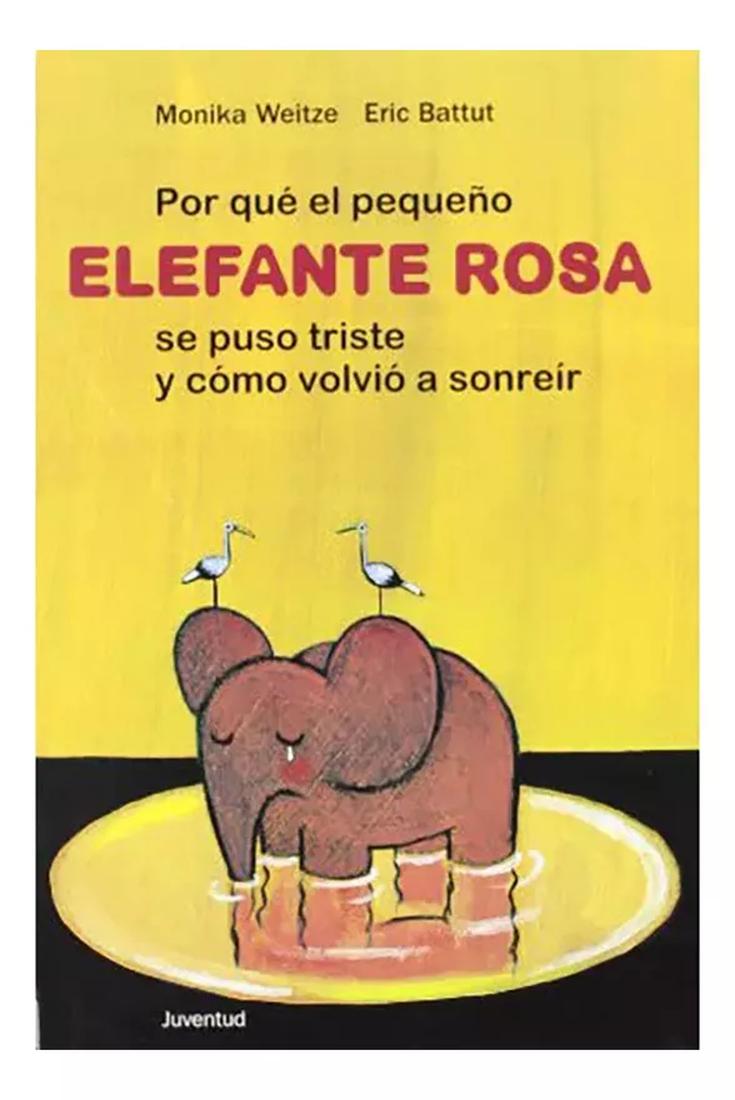 Monika Weitze Eric Battut
Por qué el pequeño
ELEFANTE ROSA
se puso triste
y cómo volvió a sonreír
Juventud